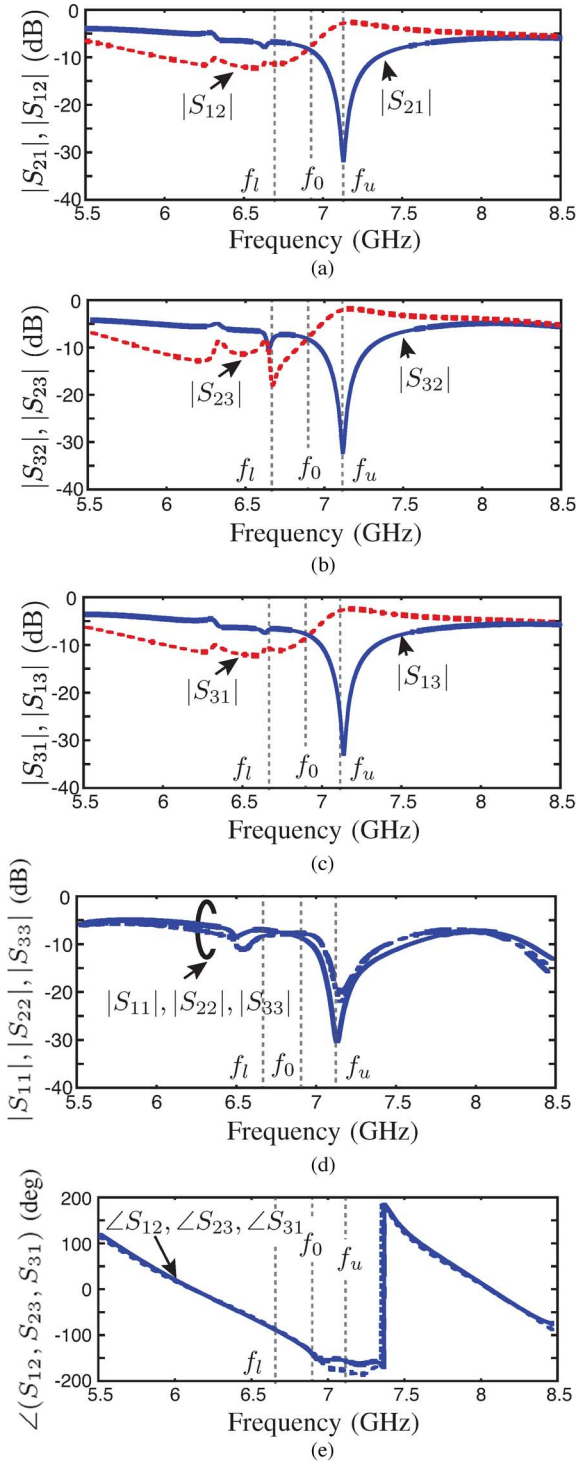 |S21|, |S12| (dB)
0
-10
-20
-30
-40
|S12|
|S21|
fl
f0
fu
5.5 6 6.5 7 7.5 8 8.5
Frequency (GHz)
(a)
|S32|, |S23| (dB)
0
-10
-20
-30
-40
|S23|
|S32|
fl
f0
fu
5.5 6 6.5 7 7.5 8 8.5
Frequency (GHz)
(b)
|S31|, |S13| (dB)
0
-10
-20
-30
-40
|S31|
|S13|
fl
f0
fu
5.5 6 6.5 7 7.5 8 8.5
Frequency (GHz)
(c)
|S11|, |S22|, |S33| (dB)
0
-10
-20
-30
-40
|S11|, |S22|, |S33|
fl
f0
fu
5.5 6 6.5 7 7.5 8 8.5
Frequency (GHz)
(d)
∠(S12, S23, S31) (deg)
200
100
0
-100
-200
∠S12, ∠S23, ∠S31
f0
fu
fl
5.5 6 6.5 7 7.5 8 8.5
Frequency (GHz)
(e)